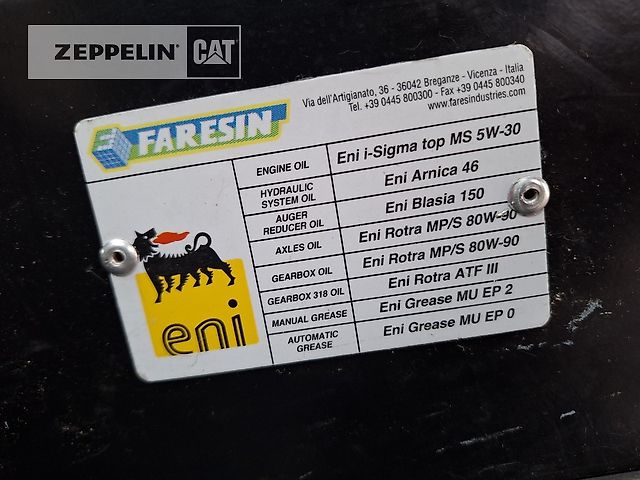 ZEPPELIN CAT
FARESIN
Via dell'Artigianato, 36 - 36042 Breganze - Vicenza - Italia
Tel. +39 0445 800300 - Fax +39 0445 800340
www.faresindustries.com
ENGINE OIL Eni i-Sigma top MS 5W-30
HYDRAULIC SYSTEM OIL Eni Arnica 46
AUGER REDUCER OIL Eni Blasia 150
AXLES OIL Eni Rotra MP/S 80W-90
GEARBOX OIL Eni Rotra MP/S 80W-90
GEARBOX 318 OIL Eni Rotra ATF III
MANUAL GREASE Eni Grease MU EP 2
AUTOMATIC GREASE Eni Grease MU EP 0
eni